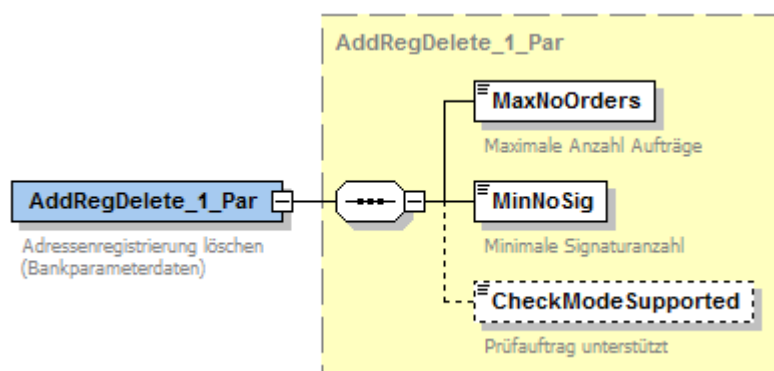 AddRegDelete_1_Par
MaxNoOrders
Maximale Anzahl Aufträge
AddRegDelete_1_Par
Adressenregistrierung löschen
(Bankparameterdaten)
MinNoSig
Minimale Signaturanzahl
CheckModeSupported
Prüfauftrag unterstützt